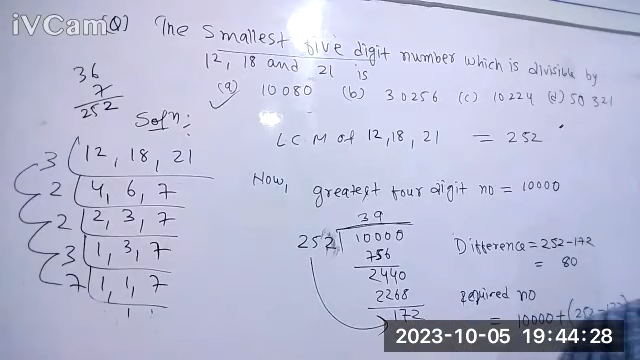 iVCam
(Q) The smallest five digit number which is divisible by
12, 18 and 21 is
(a) 10080 (b) 30256 (c) 10224 (d) 50321
36
7
252
Soln:
LCM of 12, 18, 21 = 252
3 | 12, 18, 21
2 | 4, 6, 7
2 | 2, 3, 7
3 | 1, 3, 7
7 | 1, 1, 7
1 1
Now, greatest four digit no = 10000
39
252 ) 10000
756
2440
2268
172
Difference = 252-172
= 80
required no
= 10000 +
2023-10-05 19:44:28